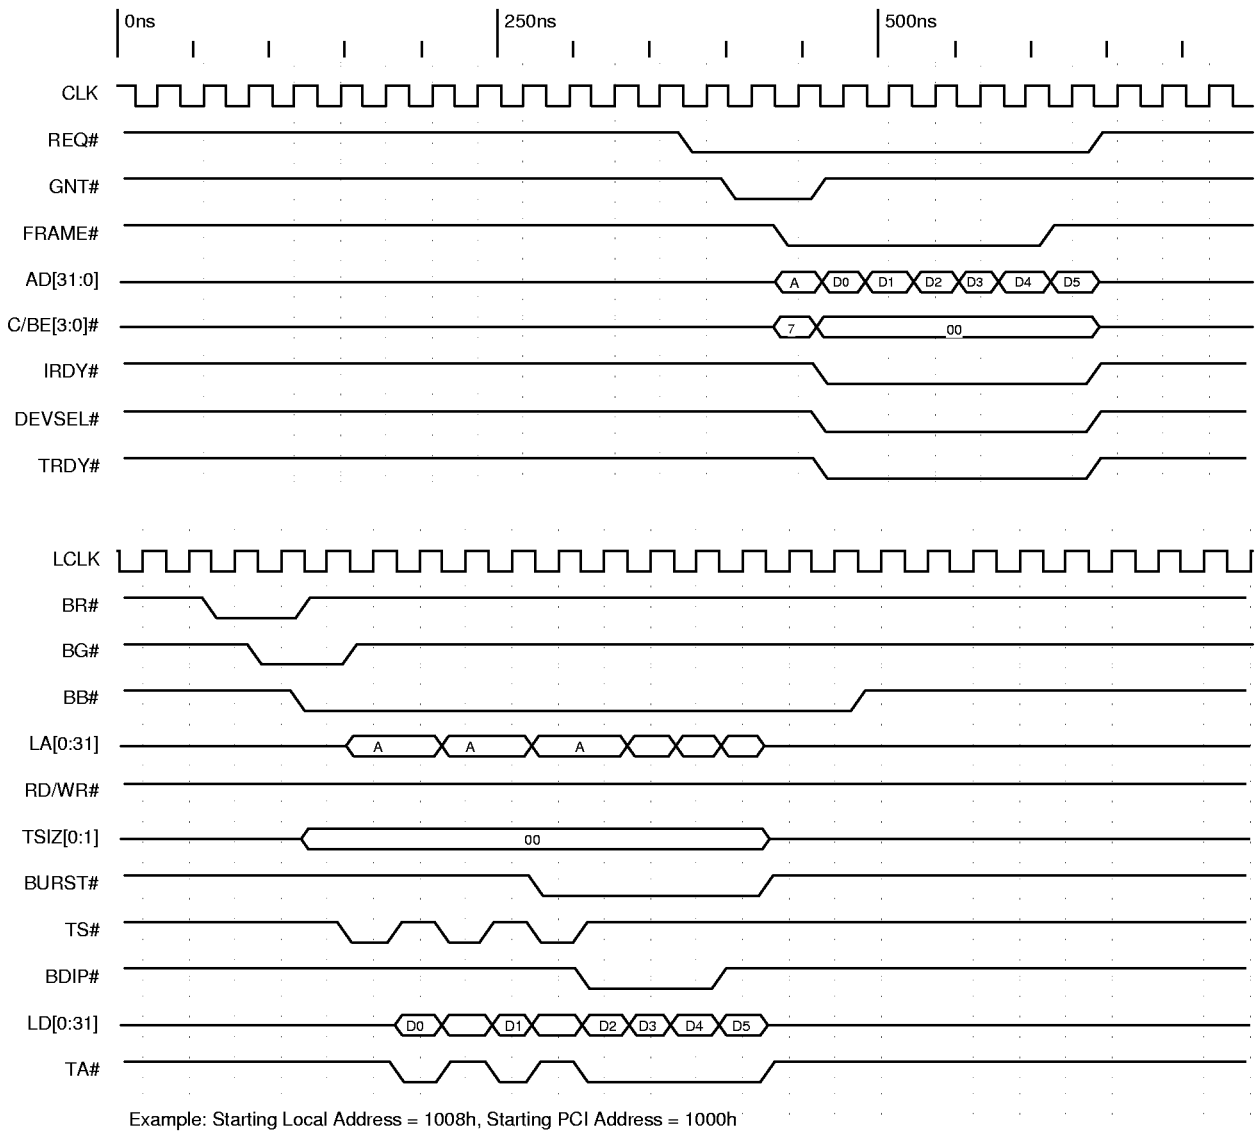 0ns 250ns 500ns
CLK
REQ#
GNT#
FRAME#
AD[31:0] A D0 D1 D2 D3 D4 D5
C/BE[3:0]# 7 00
IRDY#
DEVSEL#
TRDY#
LCLK
BR#
BG#
BB#
LA[0:31] A A A
RD/WR#
TSIZ[0:1] 00
BURST#
TS#
BDIP#
LD[0:31] D0 D1 D2 D3 D4 D5
TA#
Example: Starting Local Address = 1008h, Starting PCI Address = 1000h